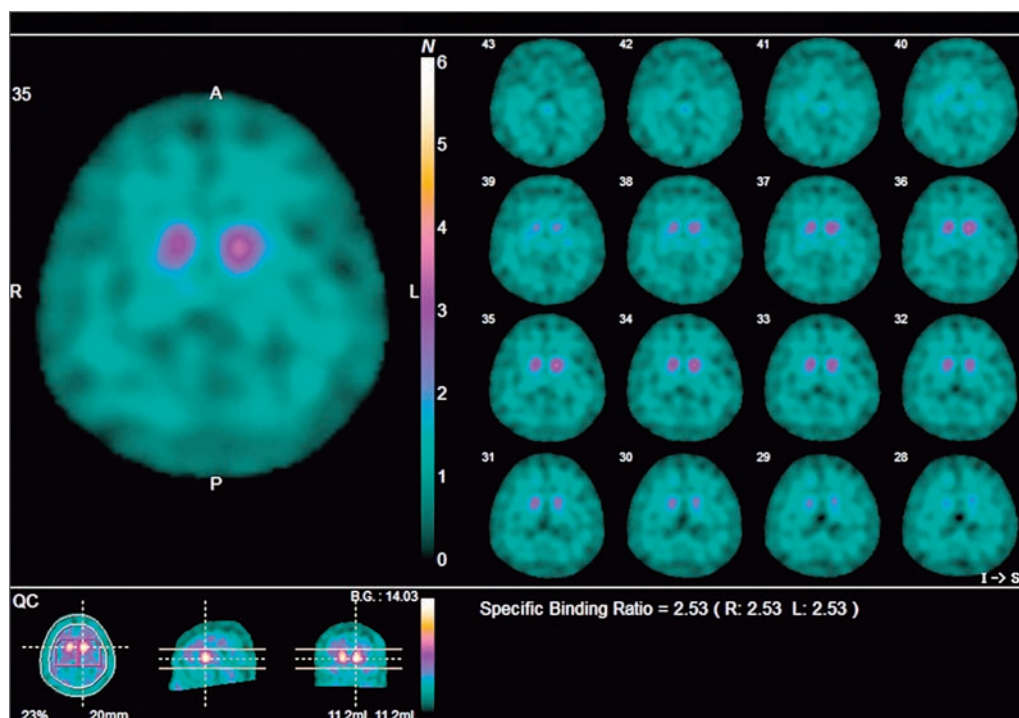 35
A
R
L
P
N
6
5
4
3
2
1
0
43 42 41 40
39 38 37 36
35 34 33 32
31 30 29 28
I -> S
QC
B.G. : 14.03
23% 20mm 11.2ml 11.2ml
Specific Binding Ratio = 2.53 ( R: 2.53 L: 2.53 )